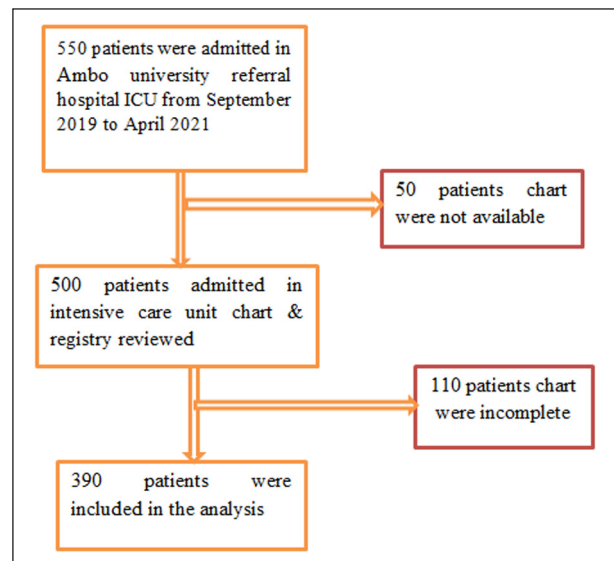 550 patients were admitted in
Ambo university referral
hospital ICU from September
2019 to April 2021
50 patients chart
were not available
500 patients admitted in
intensive care unit chart &
registry reviewed
110 patients chart
were incomplete
390 patients were
included in the analysis